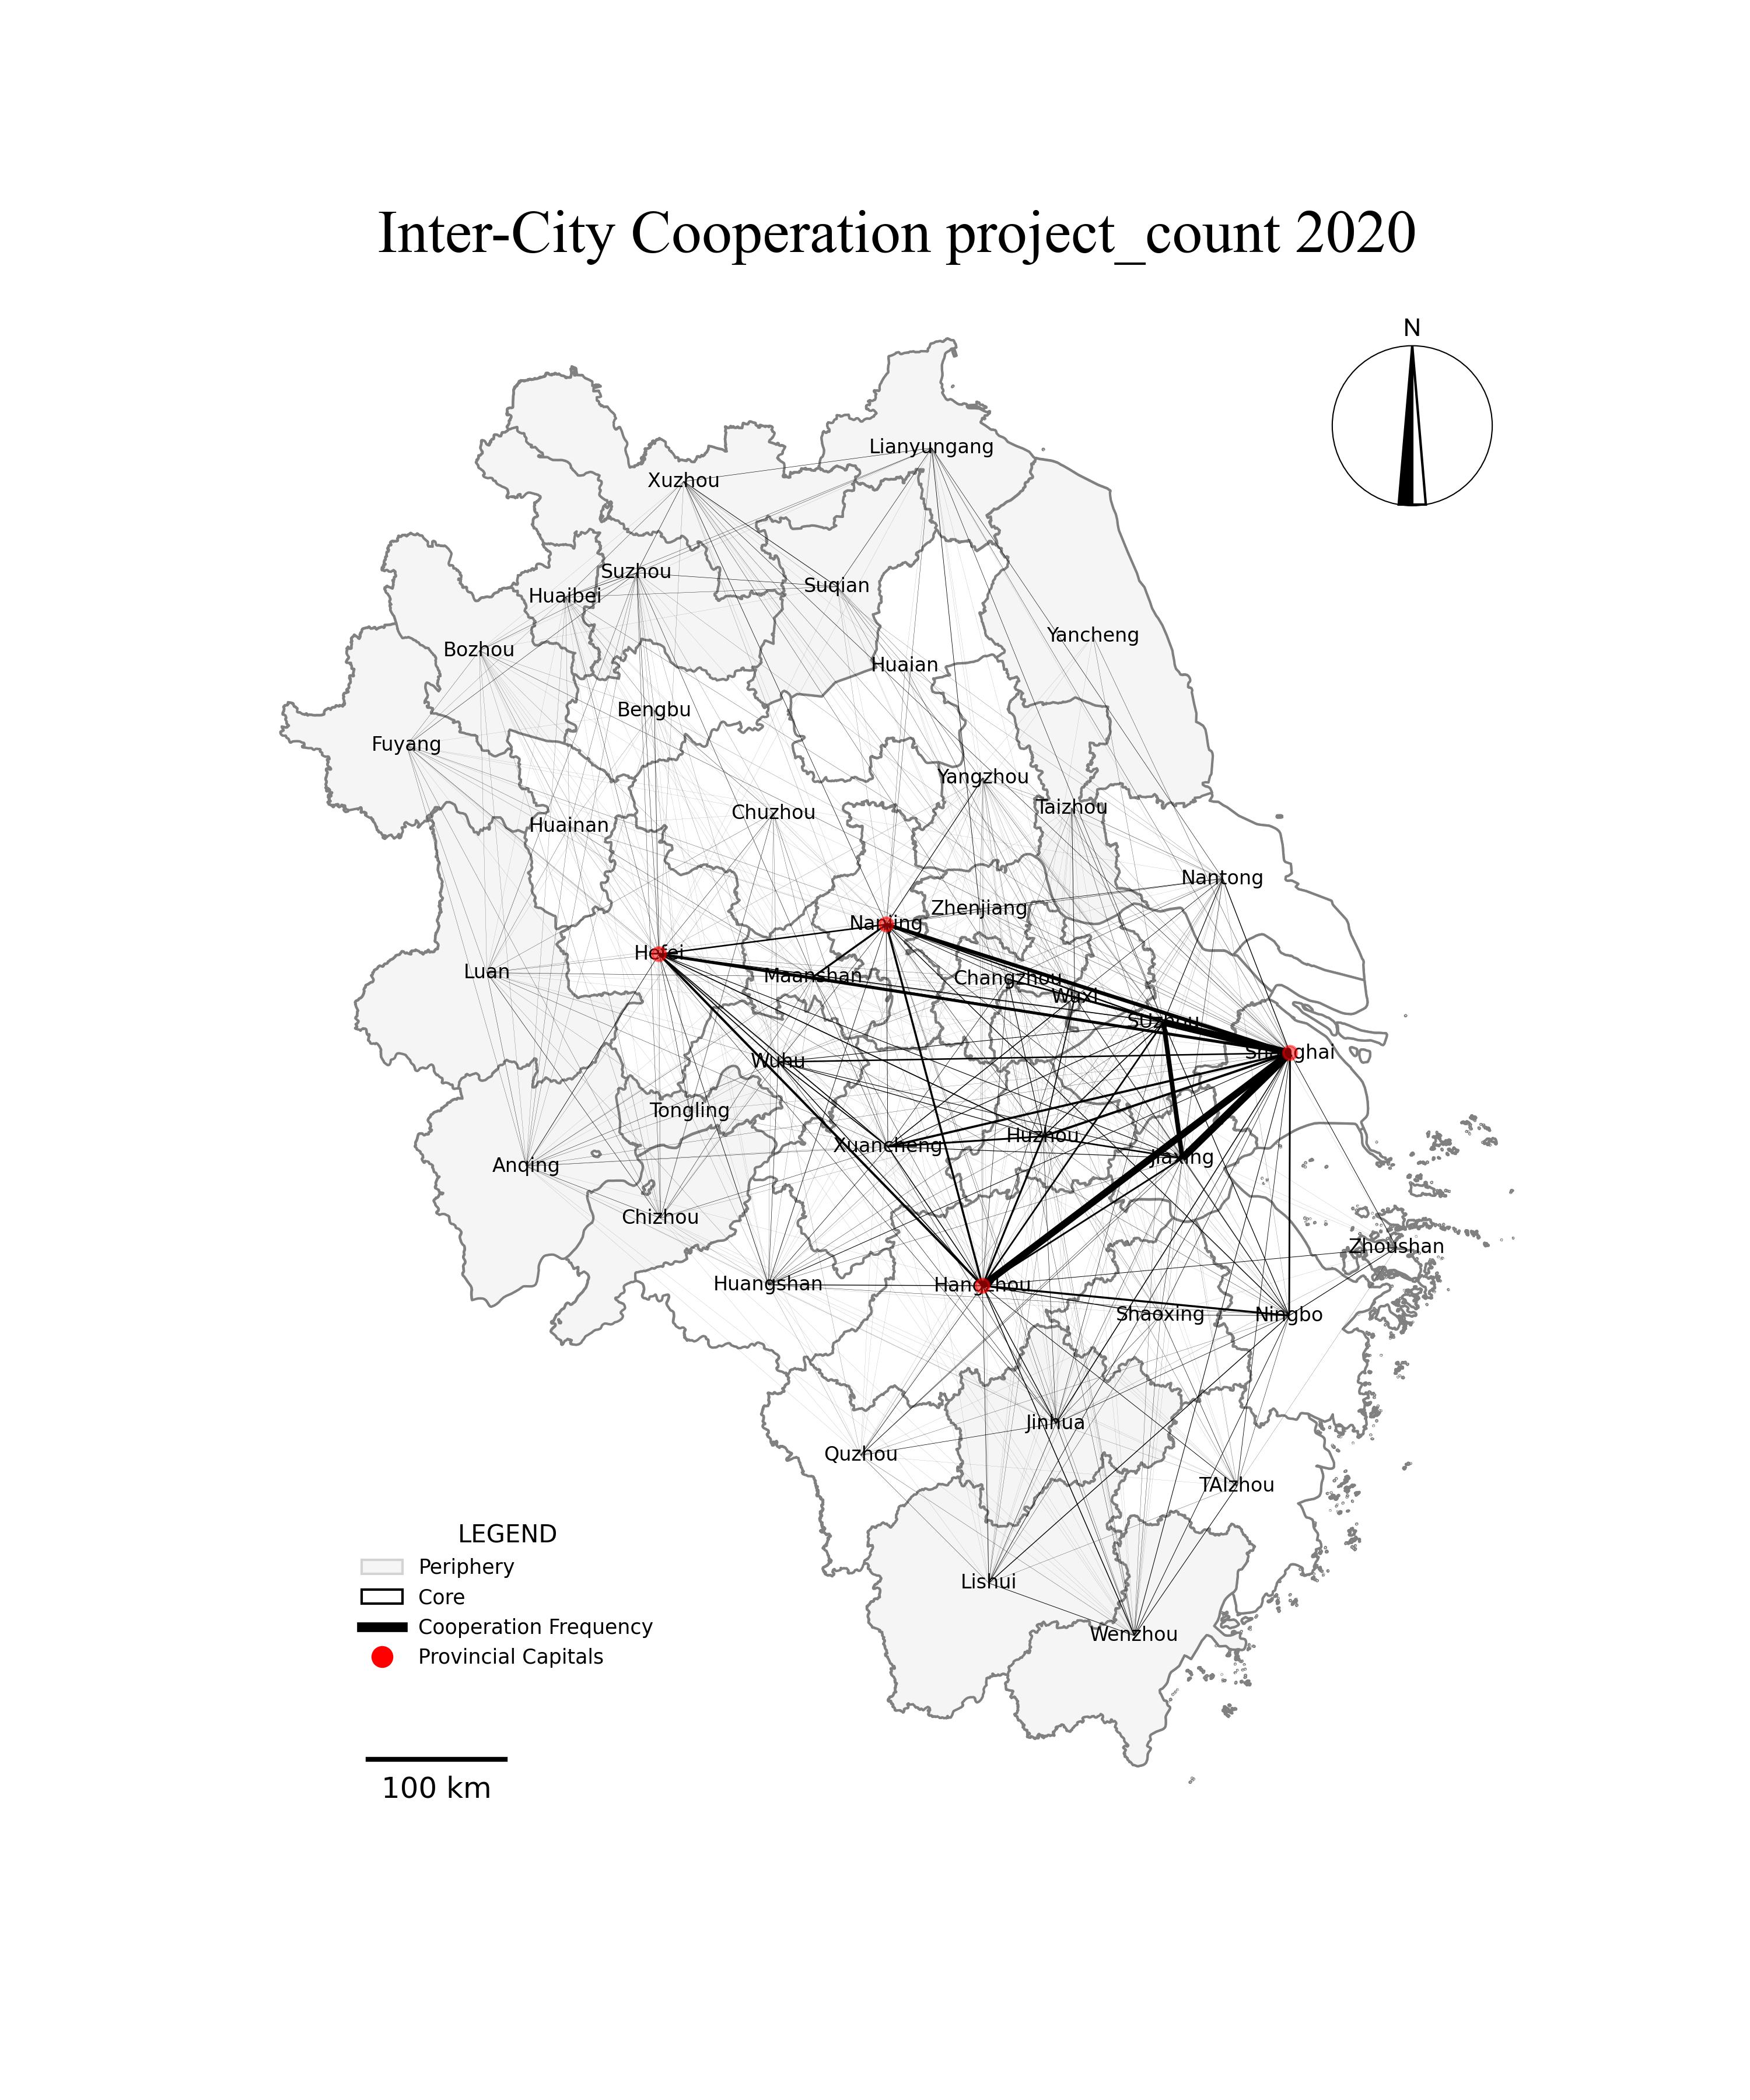 Inter-City Cooperation project_count 2020
N
Lianyungang
Xuzhou
Suzhou
Suqian
Huaibei
Yancheng
Bozhou
Huaian
Bengbu
Fuyang
Yangzhou
Taizhou
Chuzhou
Huainan
Nantong
Zhenjiang
Nanjing
Hefei
Luan
Maanshan
Changzhou
Wuxi
SUzhou
Shanghai
Wuhu
Tongling
Huzhou
Xuancheng
Jiaxing
Anqing
Chizhou
Zhoushan
Huangshan
Hangzhou
Shaoxing
Ningbo
Jinhua
Quzhou
TAIzhou
LEGEND
Periphery
Lishui
Core
Cooperation Frequency
Wenzhou
Provincial Capitals
100 km